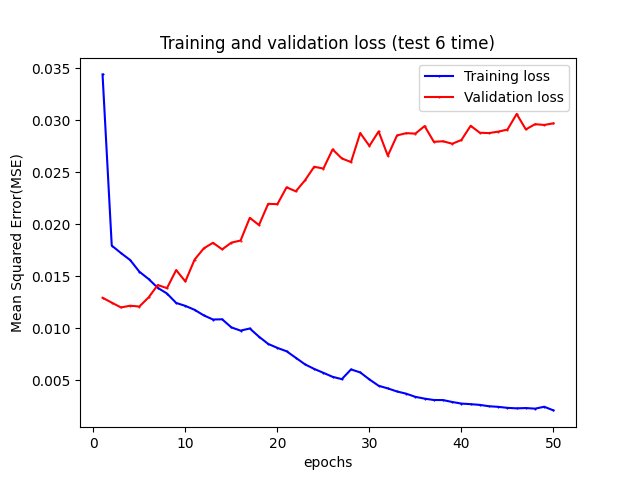 Training and validation loss (test 6 time)
Training loss
Validation loss
Mean Squared Error(MSE)
0.035
0.030
0.025
0.020
0.015
0.010
0.005
0 10 20 30 40 50
epochs